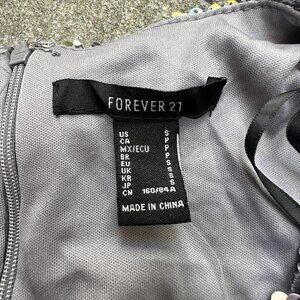 FOREVER 21
US S
CA P
MX/ECU P
BR P
EU S
UK S
KR S
JP S
CN 160/84A
MADE IN CHINA